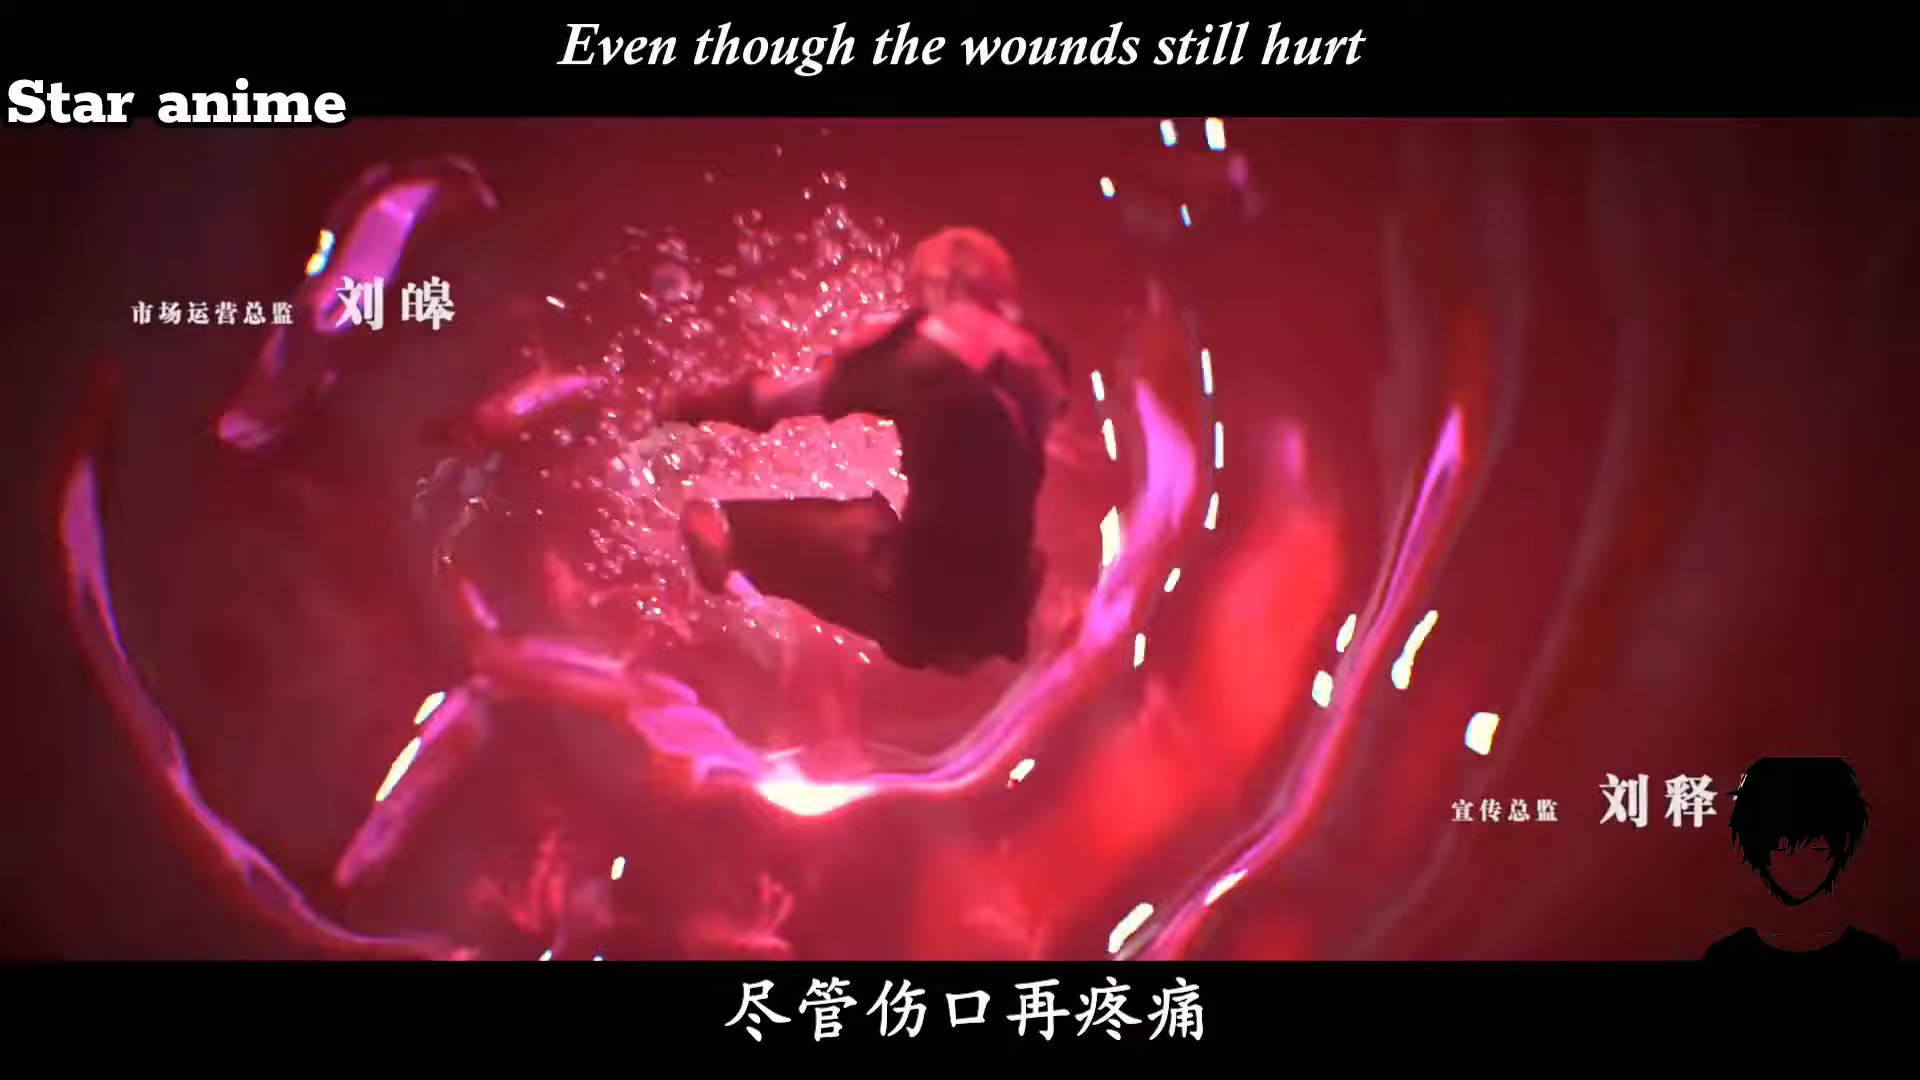 Even though the wounds still hurt
Star anime
市场运营总监 刘皞
宣传总监 刘释
尽管伤口再疼痛